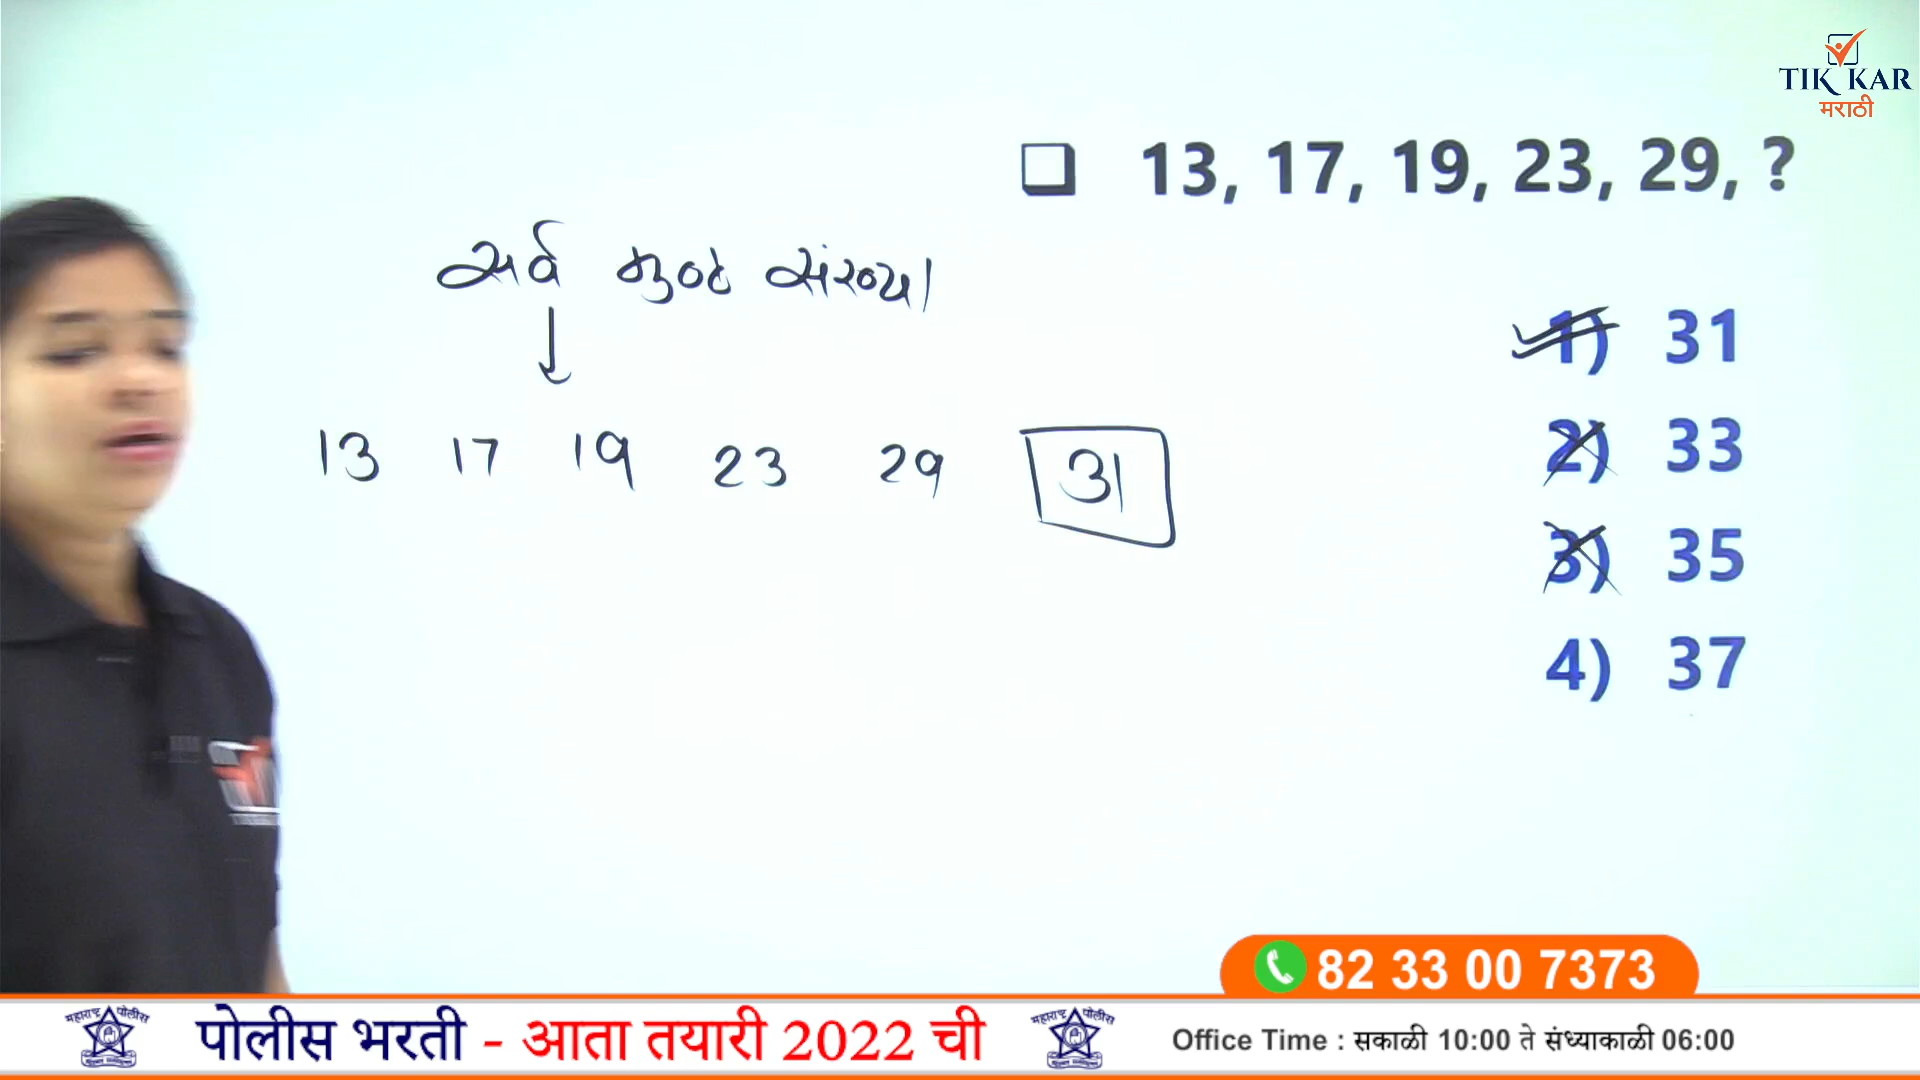 TIK KAR
मराठी
13, 17, 19, 23, 29, ?
सर्व मुळ संख्या
13 17 19 23 29 31
1) 31
2) 33
3) 35
4) 37
82 33 00 7373
महाराष्ट्र पोलीस
पोलीस भरती - आता तयारी 2022 ची
महाराष्ट्र पोलीस
Office Time : सकाळी 10:00 ते संध्याकाळी 06:00